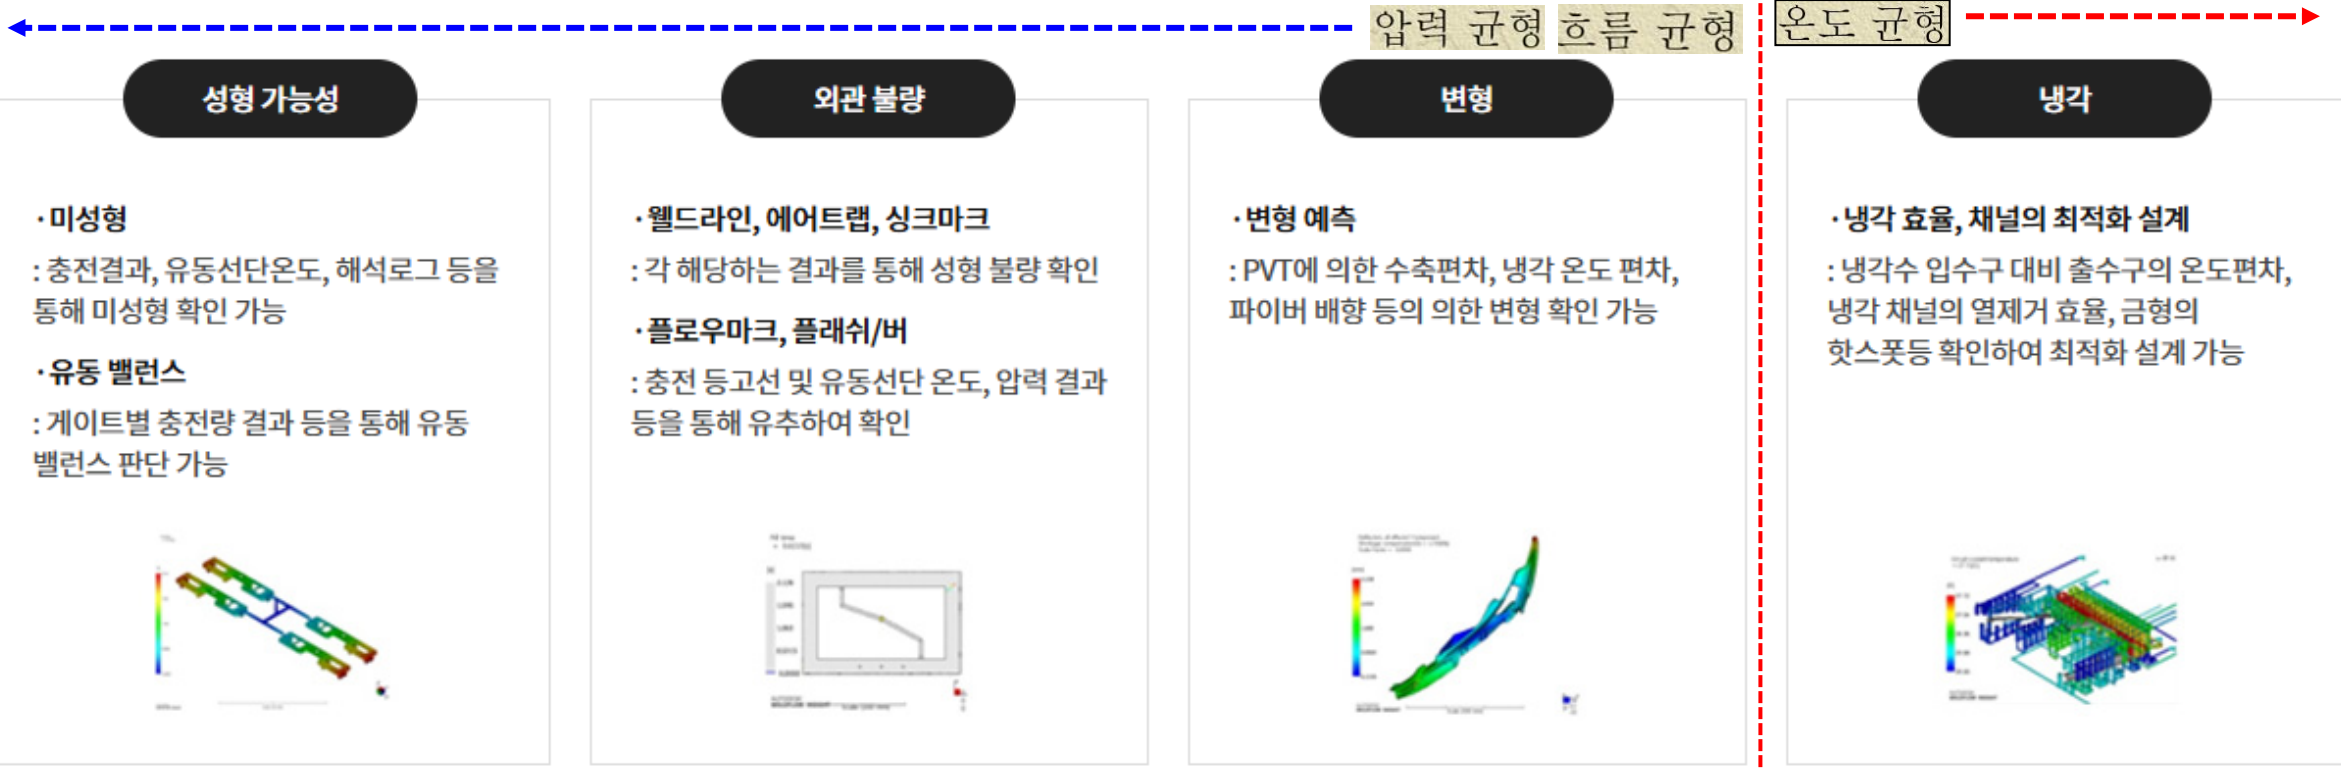 압력 균형 흐름 균형 온도 균형
성형 가능성
·미성형
: 충전결과, 유동선단온도, 해석로그 등을
통해 미성형 확인 가능
·유동 밸런스
: 게이트별 충전량 결과 등을 통해 유동
밸런스 판단 가능
외관 불량
·웰드라인, 에어트랩, 싱크마크
: 각 해당하는 결과를 통해 성형 불량 확인
·플로우마크, 플래쉬/버
: 충전 등고선 및 유동선단 온도, 압력 결과
등을 통해 유추하여 확인
변형
·변형 예측
: PVT에 의한 수축편차, 냉각 온도 편차,
파이버 배향 등의 의한 변형 확인 가능
냉각
·냉각 효율, 채널의 최적화 설계
: 냉각수 입수구 대비 출수구의 온도편차,
냉각 채널의 열제거 효율, 금형의
핫스폿등 확인하여 최적화 설계 가능